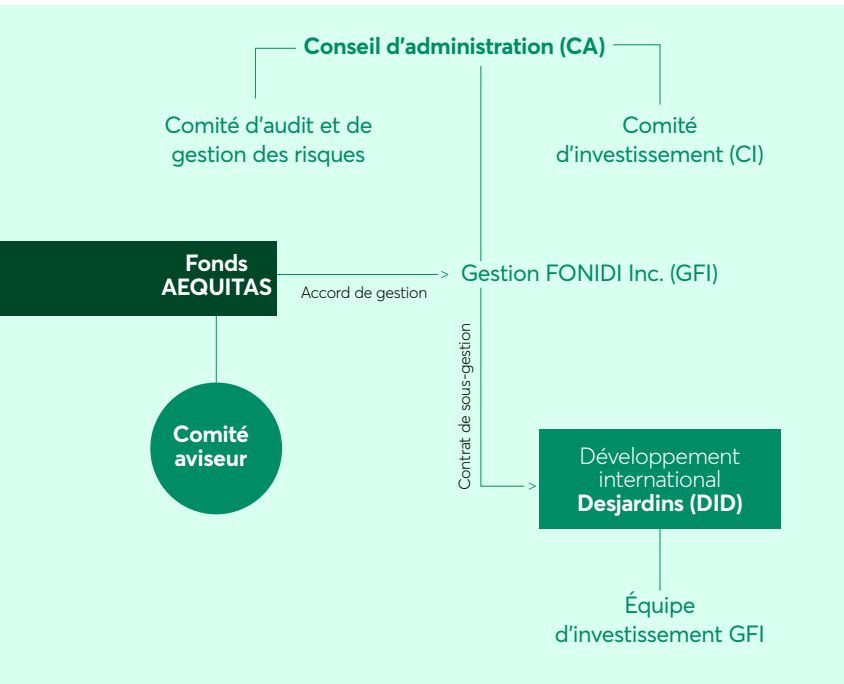 Conseil d'administration (CA)
Comité d'audit et de
gestion des risques
Comité
d'investissement (CI)
Fonds
AEQUITAS
Accord de gestion
Gestion FONIDI Inc. (GFI)
Contrat de sous-gestion
Comité
aviseur
Développement
international
Desjardins (DID)
Équipe
d'investissement GFI